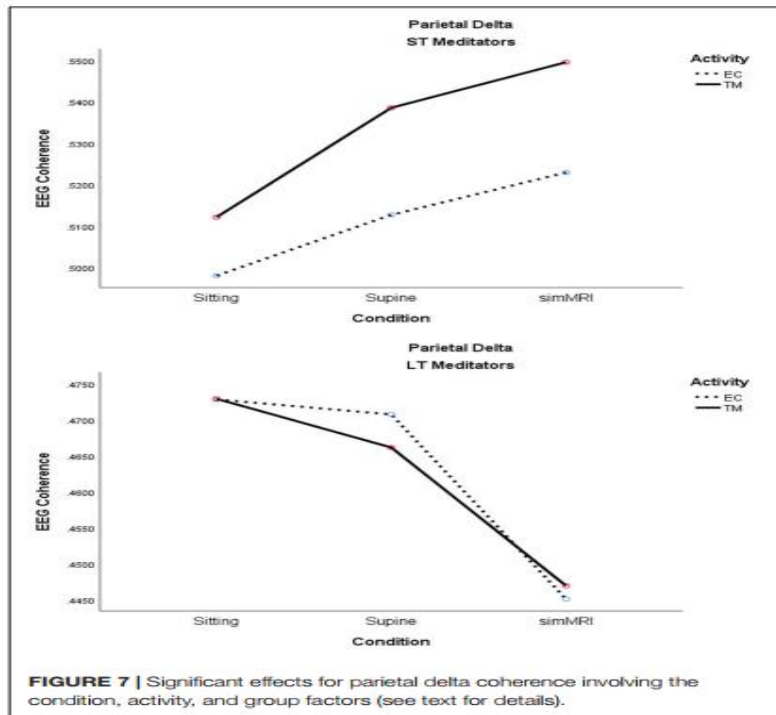 Parietal Delta
ST Meditators
.5500
.5400
.5300
.5200
.5100
.5000
EEG Coherence
Sitting
Supine
simMRI
Condition
Activity
EC
TM
Parietal Delta
LT Meditators
.4750
.4700
.4650
.4600
.4550
.4500
.4450
EEG Coherence
Sitting
Supine
simMRI
Condition
Activity
EC
TM
FIGURE 7 | Significant effects for parietal delta coherence involving the
condition, activity, and group factors (see text for details).